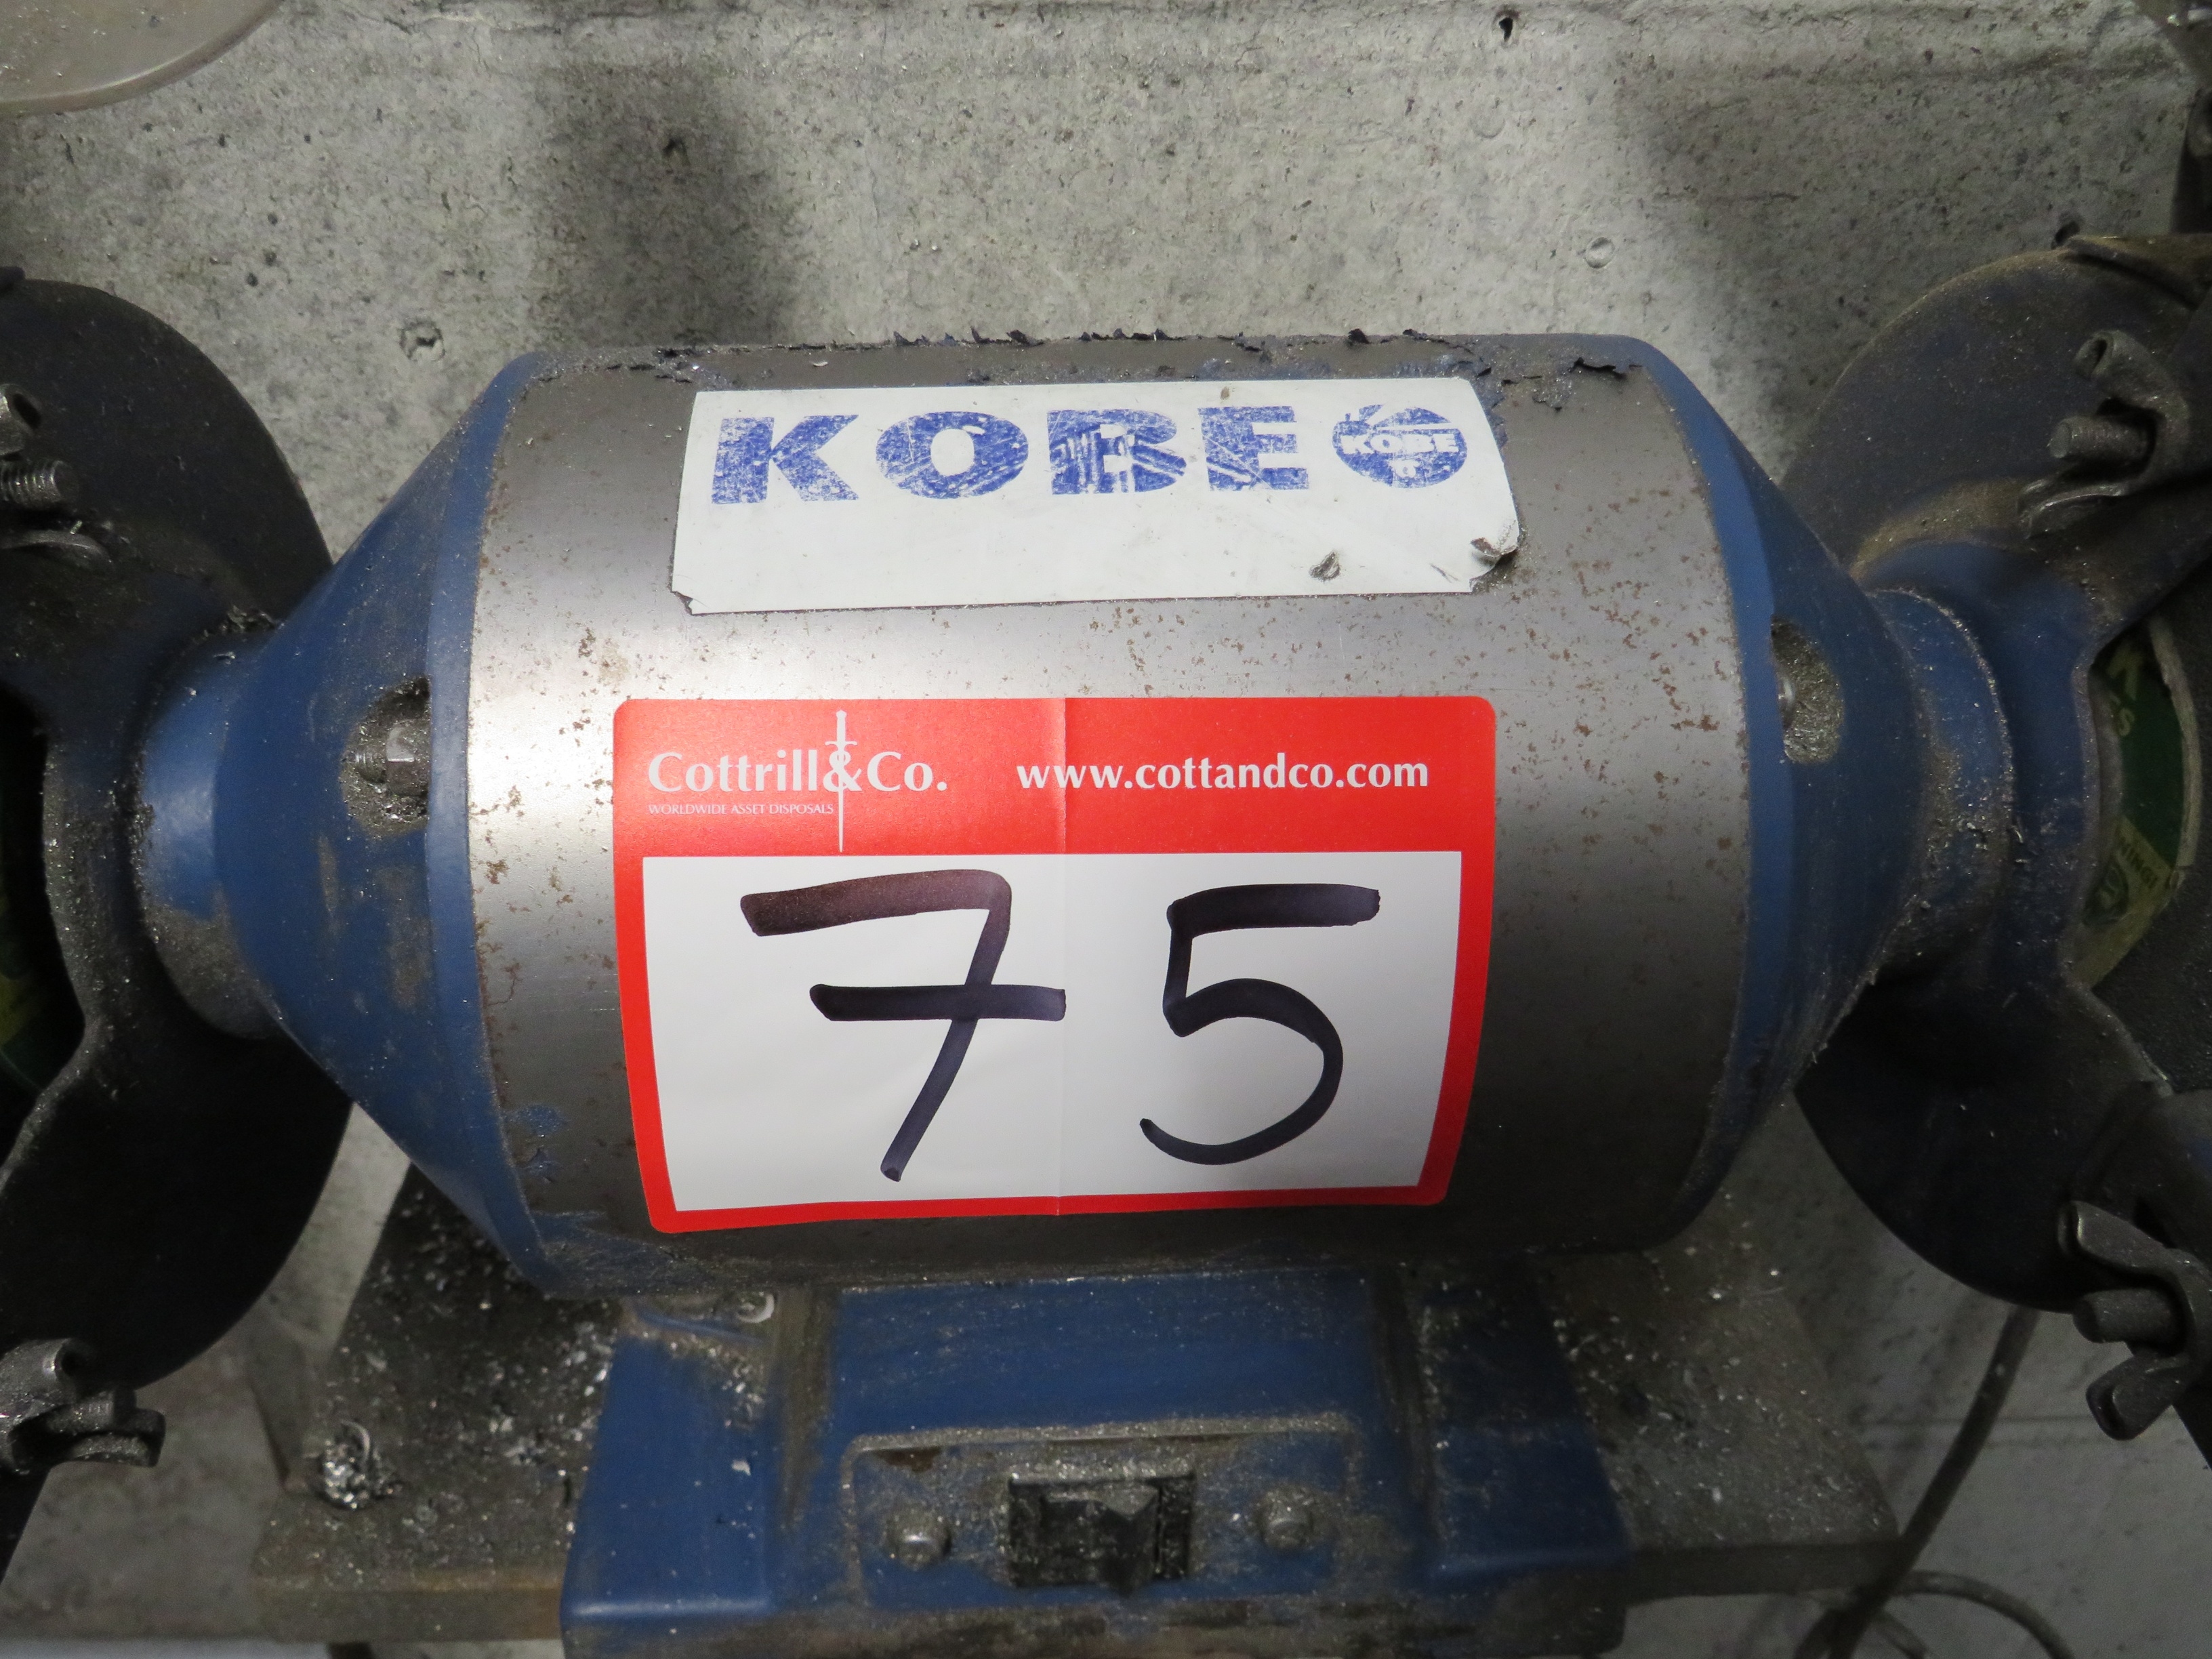 KOBE KOBE
Cottrill&Co. www.cottandco.com
WORLDWIDE ASSET DISPOSALS
75